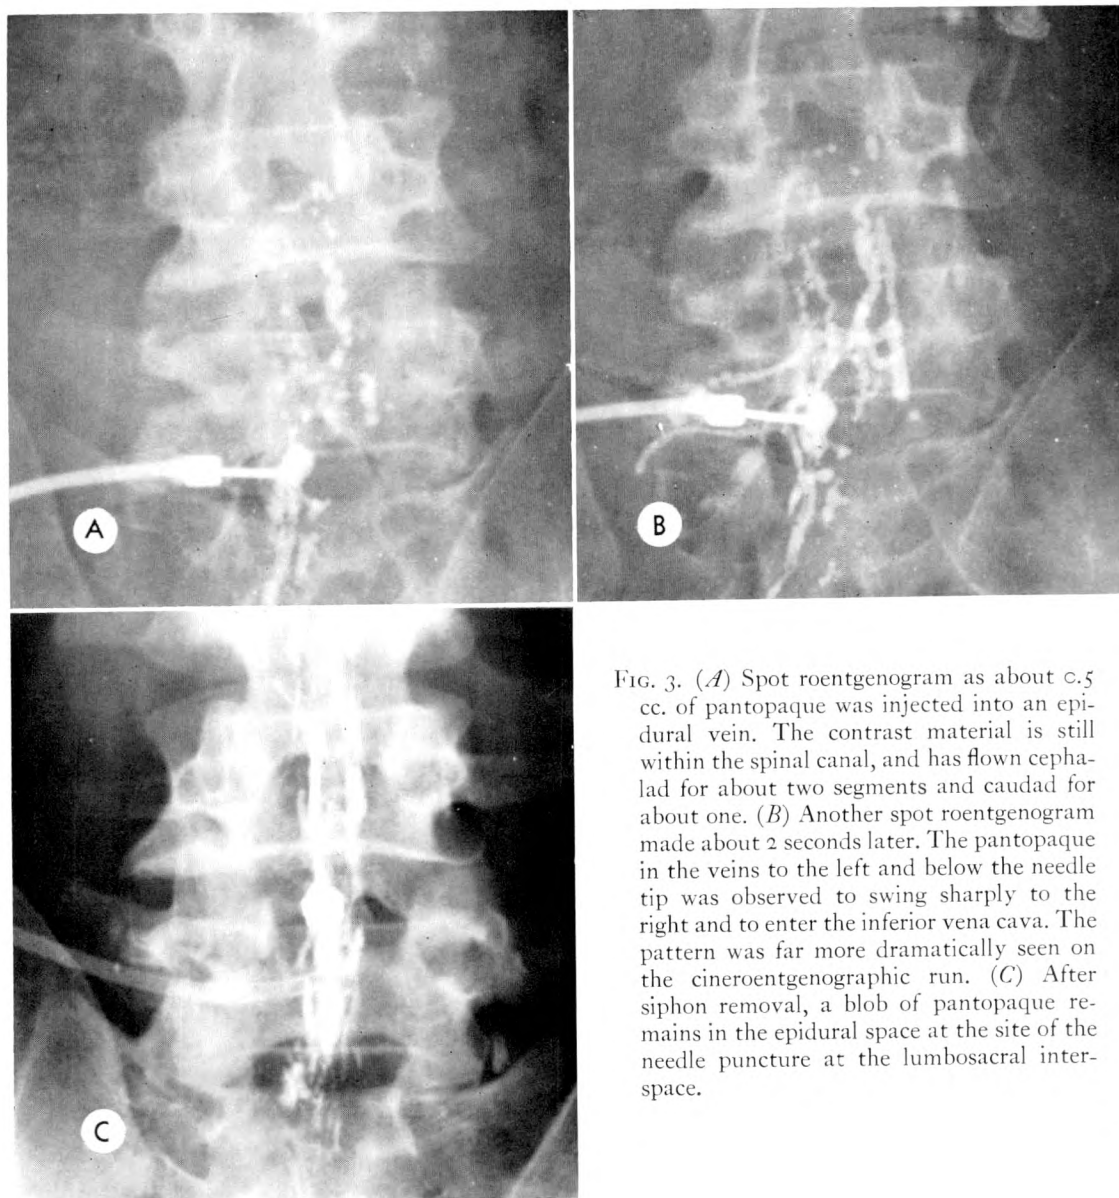 A
B
C
FIG. 3. (A) Spot roentgenogram as about 0.5
cc. of pantopaque was injected into an epi-
dural vein. The contrast material is still
within the spinal canal, and has flown cepha-
lad for about two segments and caudad for
about one. (B) Another spot roentgenogram
made about 2 seconds later. The pantopaque
in the veins to the left and below the needle
tip was observed to swing sharply to the
right and to enter the inferior vena cava. The
pattern was far more dramatically seen on
the cineroentgenographic run. (C) After
siphon removal, a blob of pantopaque re-
mains in the epidural space at the site of the
needle puncture at the lumbosacral inter-
space.